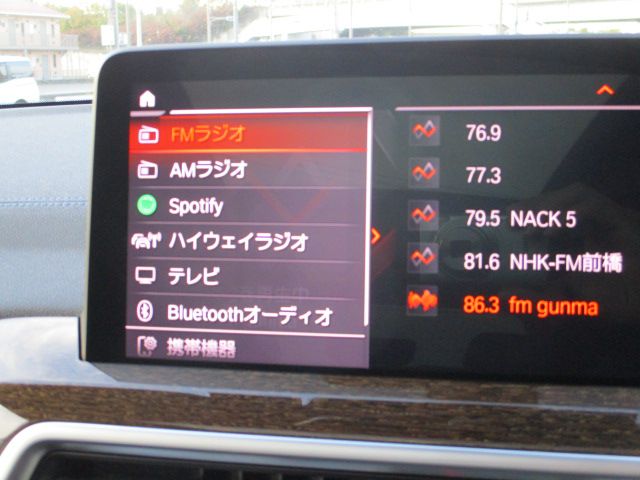 FMラジオ
AMラジオ
Spotify
ハイウェイラジオ
テレビ
Bluetoothオーディオ
携帯機器
76.9
77.3
79.5 NACK 5
81.6 NHK-FM前橋
86.3 fm gunma